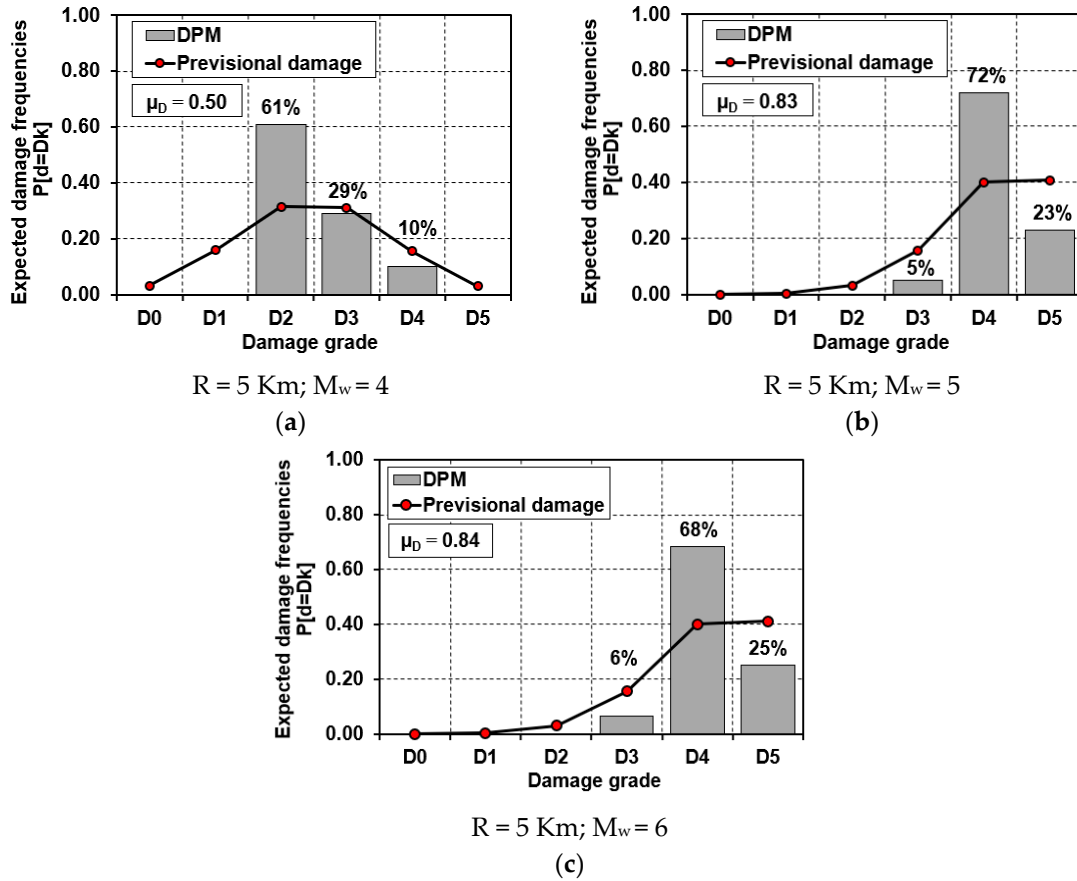 1.00
0.80
0.60
0.40
0.20
0.00
Expected damage frequencies
P[d=Dk]
DPM
Previsional damage
μD = 0.50
61%
29%
10%
D0 D1 D2 D3 D4 D5
Damage grade
R = 5 Km; Mw = 4
(a)
1.00
0.80
0.60
0.40
0.20
0.00
Expected damage frequencies
P[d=Dk]
DPM
Previsional damage
μD = 0.83
72%
5%
23%
D0 D1 D2 D3 D4 D5
Damage grade
R = 5 Km; Mw = 5
(b)
1.00
0.80
0.60
0.40
0.20
0.00
Expected damage frequencies
P[d=Dk]
DPM
Previsional damage
μD = 0.84
68%
6%
25%
D0 D1 D2 D3 D4 D5
Damage grade
R = 5 Km; Mw = 6
(c)